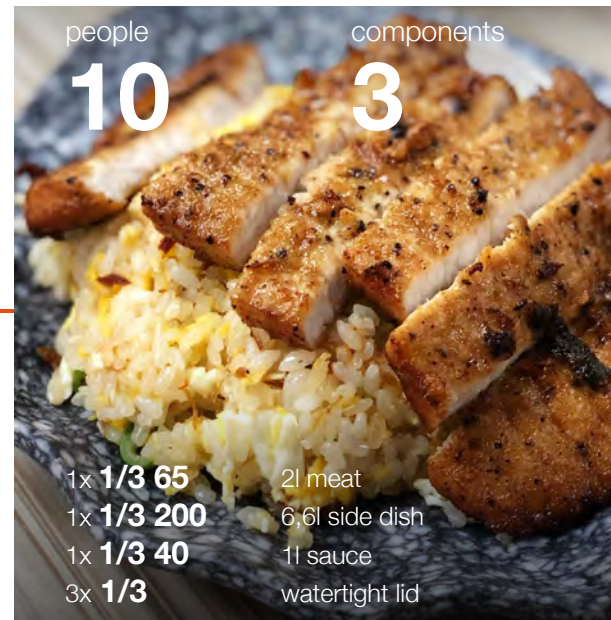 people components
10 3
1x 1/3 65 2l meat
1x 1/3 200 6,6l side dish
1x 1/3 40 1l sauce
3x 1/3 watertight lid